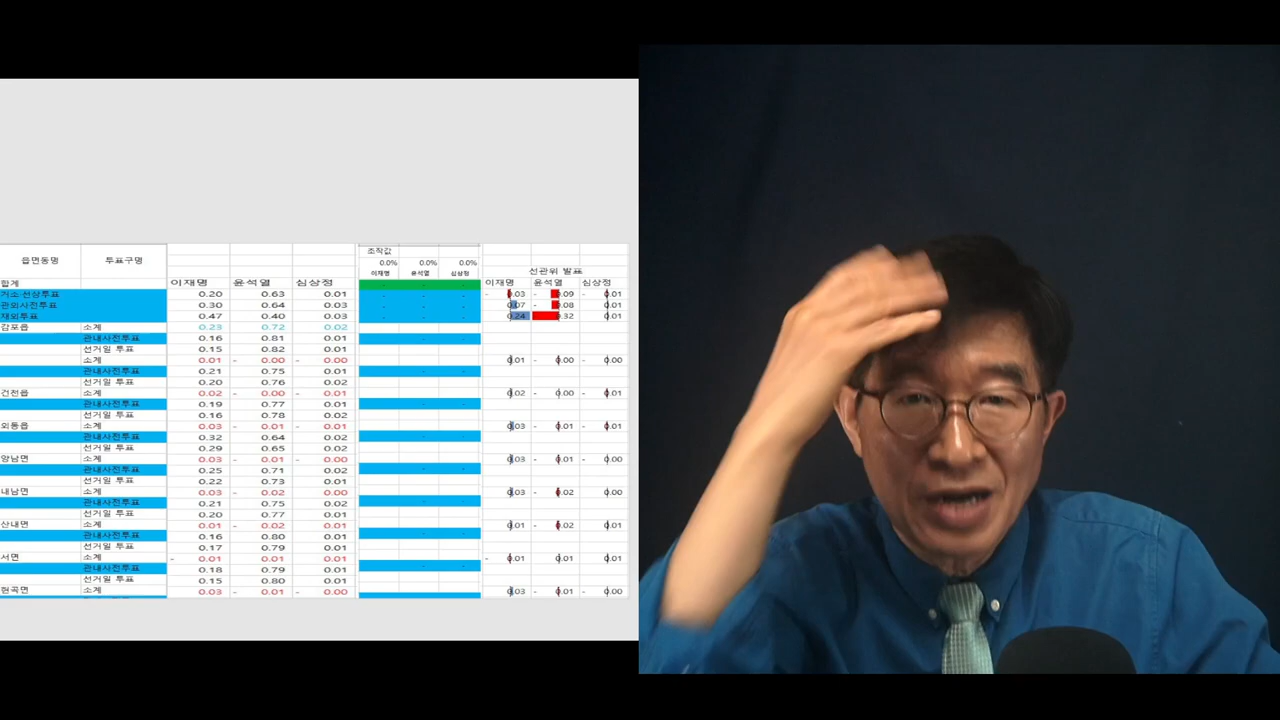 조작값
읍면동명 투표구명 0.0% 0.0% 0.0% 선관위 발표
이재명 윤석열 심상정 이재명 윤석열 심상정 이재명 윤석열 심상정
합계 - - -
거소·선상투표 0.20 0.63 0.01 - - - - 0.03 - 0.09 - 0.01
관외사전투표 0.30 0.64 0.03 - - - 0.07 - 0.08 0.01
재외투표 0.47 0.40 0.03 - - - 0.24 - 0.32 0.01
감포읍 소계 0.23 0.72 0.02
관내사전투표 0.16 0.81 0.01 - -
선거일 투표 0.15 0.82 0.01
소계 0.01 - 0.00 - 0.00 0.01 - 0.00 - 0.00
관내사전투표 0.21 0.75 0.01 - -
선거일 투표 0.20 0.76 0.02
건천읍 소계 0.02 - 0.00 - 0.01 0.02 - 0.00 - 0.01
관내사전투표 0.19 0.77 0.01 - -
선거일 투표 0.16 0.78 0.02
외동읍 소계 0.03 - 0.01 - 0.01 0.03 - 0.01 - 0.01
관내사전투표 0.32 0.64 0.02 - -
선거일 투표 0.29 0.65 0.02
양남면 소계 0.03 - 0.01 - 0.00 0.03 - 0.01 - 0.00
관내사전투표 0.25 0.71 0.02 - -
선거일 투표 0.22 0.73 0.02
내남면 소계 0.03 - 0.02 - 0.00 0.03 - 0.02 - 0.00
관내사전투표 0.21 0.75 0.02 - -
선거일 투표 0.20 0.77 0.01
산내면 소계 0.01 - 0.02 - 0.01 0.01 - 0.02 - 0.01
관내사전투표 0.16 0.80 0.01 - -
선거일 투표 0.17 0.79 0.01
서면 소계 - 0.01 - 0.01 - 0.01 - 0.01 - 0.01 - 0.01
관내사전투표 0.18 0.79 0.01 - -
선거일 투표 0.15 0.80 0.01
현곡면 소계 0.03 - 0.01 - 0.00 0.03 - 0.01 - 0.00